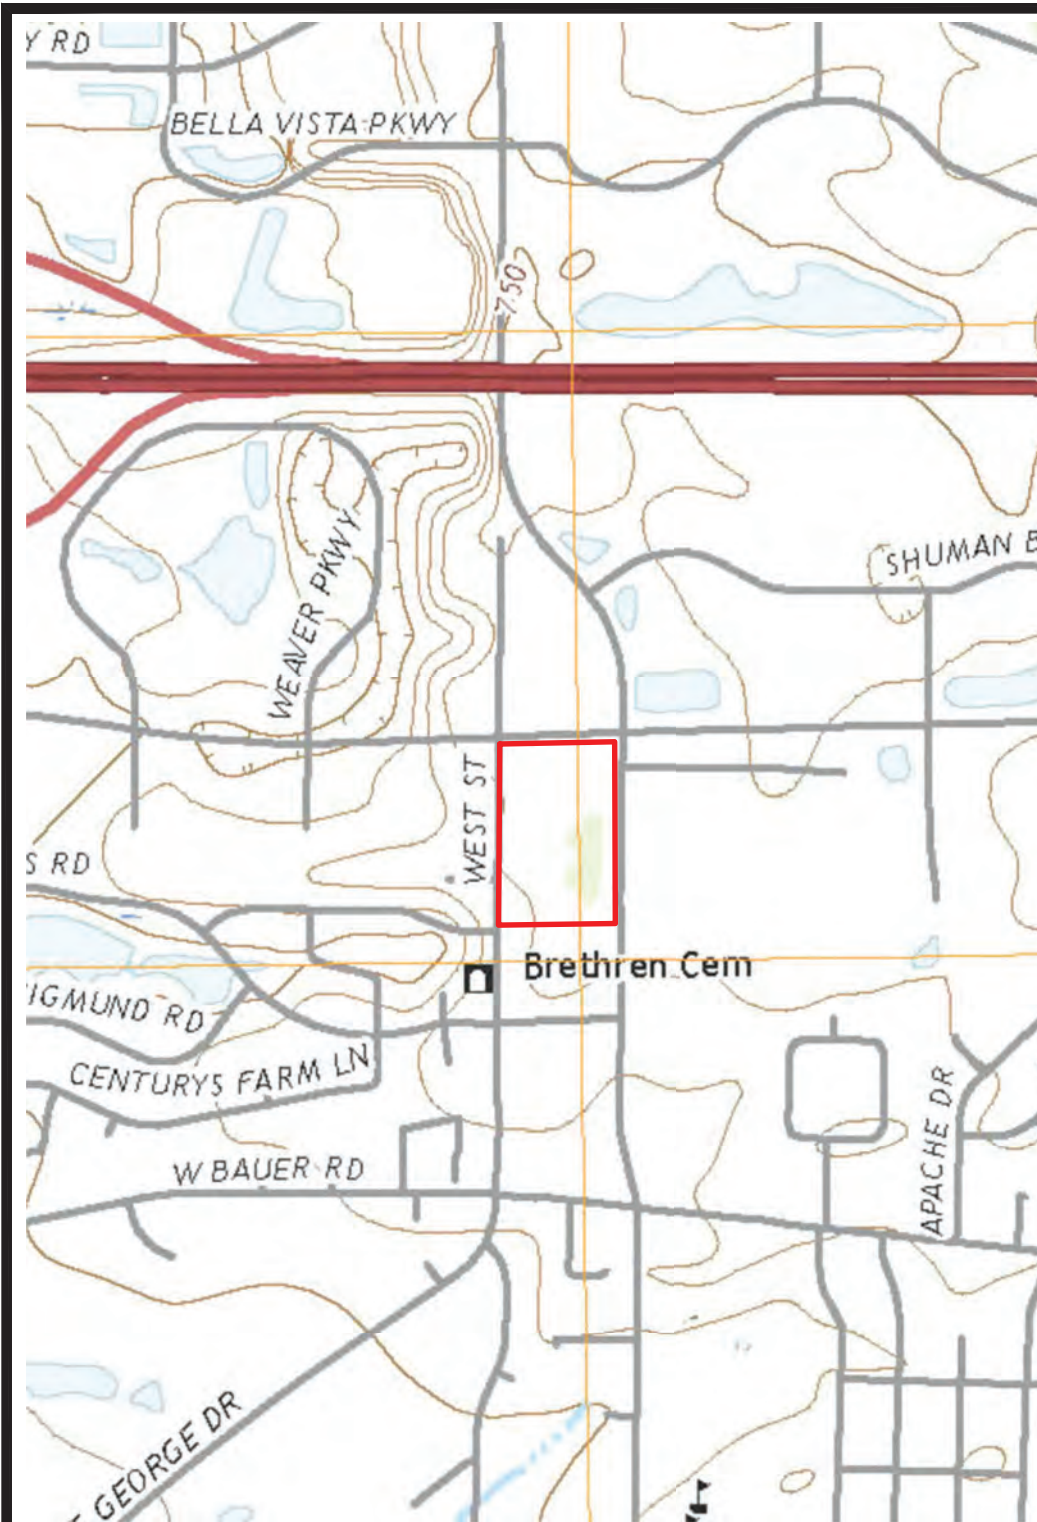 Y RD
BELLA VISTA PKWY
750
SHUMAN B
WEAVER PKWY
WEST ST
S RD
Brethren Cem
IGMUND RD
CENTURYS FARM LN
APACHE DR
W BAUER RD
GEORGE DR